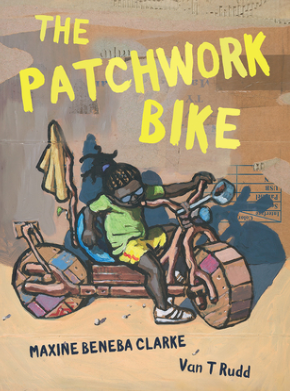 THE
PATCHWORK
BIKE
MAXINE BENEBA CLARKE
Van T Rudd